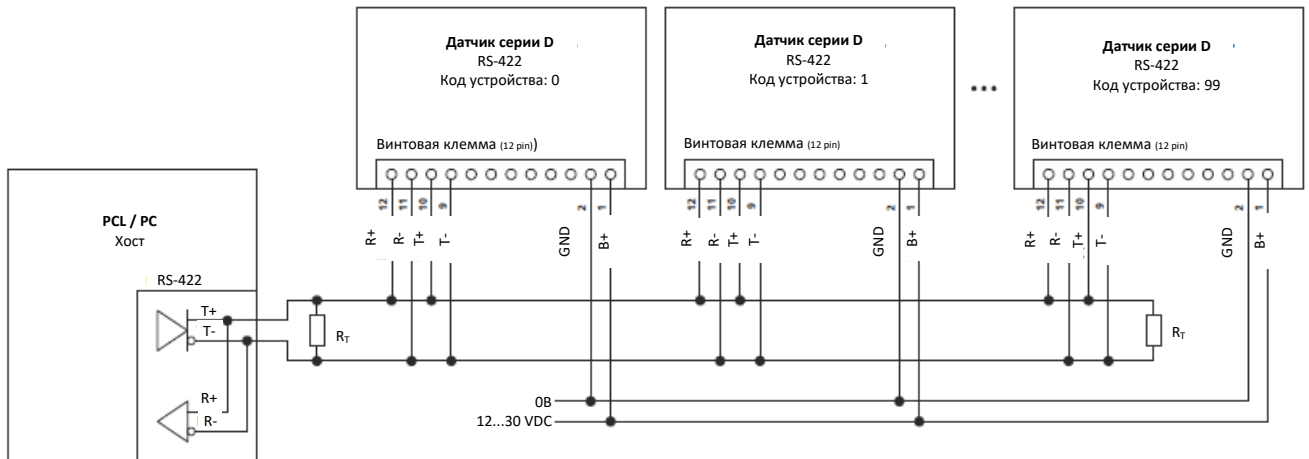 Датчик серии D
RS-422
Код устройства: 0
Винтовая клемма (12 pin))
12
11
10
9
2
1
R+
R-
T+
T-
GND
B+
Датчик серии D
RS-422
Код устройства: 1
Винтовая клемма (12 pin)
12
11
10
9
2
1
R+
R-
T+
T-
GND
B+
...
Датчик серии D
RS-422
Код устройства: 99
Винтовая клемма (12 pin)
12
11
10
9
2
1
R+
R-
T+
T-
GND
B+
PCL / PC
Хост
RS-422
T+
T-
R+
R-
RT
RT
0В
12...30 VDC